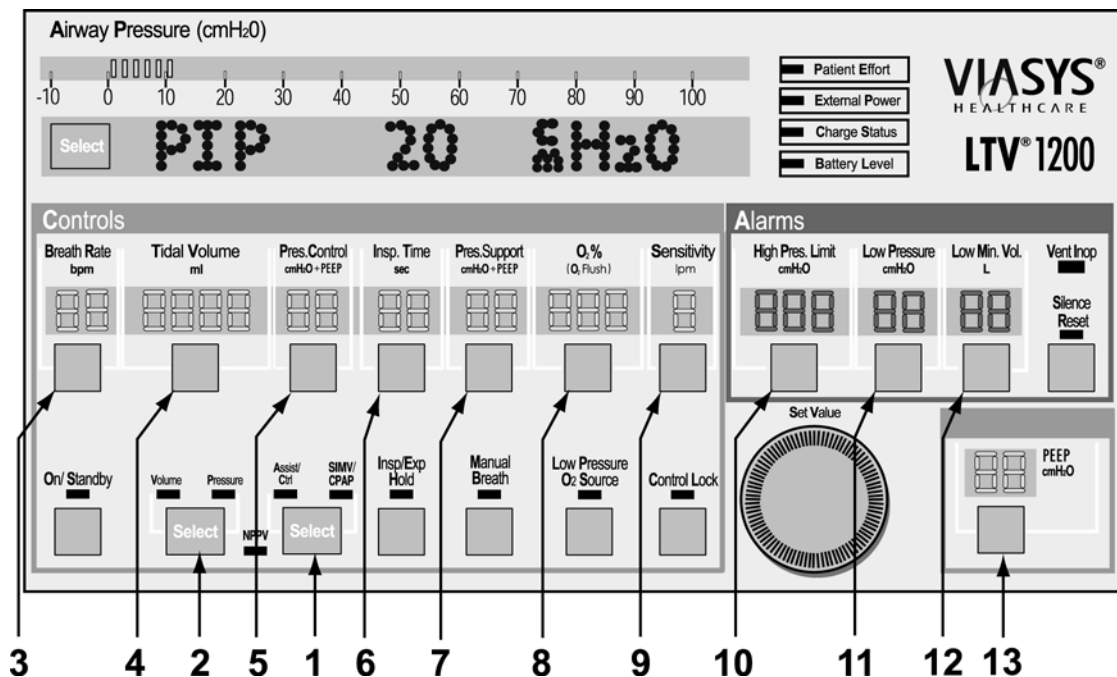 Airway Pressure (cmH₂0)
-10 0 10 20 30 40 50 60 70 80 90 100
Select PIP 20 cmH₂O
Patient Effort
External Power
Charge Status
Battery Level
VIASYS®
HEALTHCARE
LTV® 1200
Controls
Breath Rate
bpm
Tidal Volume
ml
Pres.Control
cmH₂O + PEEP
Insp. Time
sec
Pres.Support
cmH₂O + PEEP
O₂%
(O₂ Flush)
Sensitivity
lpm
Alarms
High Pres. Limit
cmH₂O
Low Pressure
cmH₂O
Low Min. Vol.
L
Vent Inop
Silence
Reset
On/ Standby
Volume Pressure
Select
NPPV
Assist/
Ctrl
SIMV/
CPAP
Select
Insp/Exp
Hold
Manual
Breath
Low Pressure
O₂ Source
Control Lock
Set Value
PEEP
cmH₂O
3 4 2 5 1 6 7 8 9 10 11 12 13